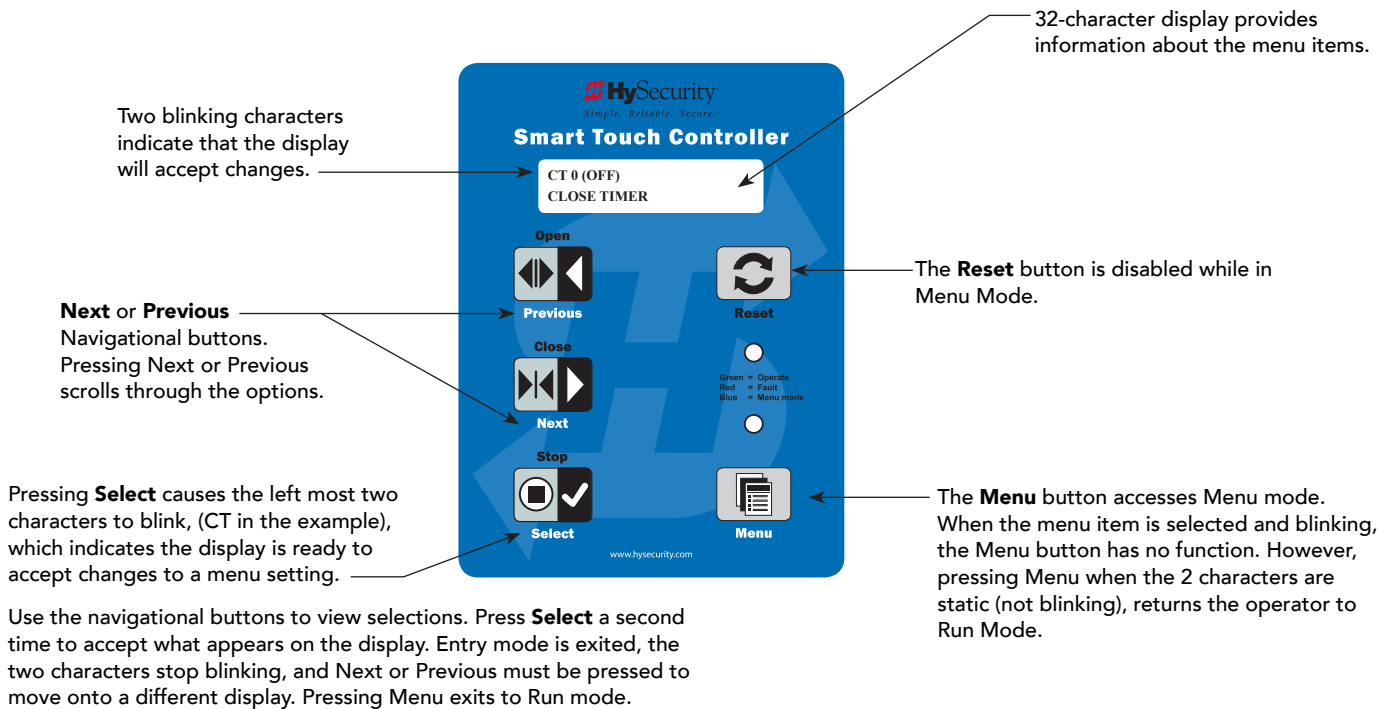 32-character display provides
information about the menu items.
HySecurity
Simple. Reliable. Secure.®
Smart Touch Controller
Two blinking characters
indicate that the display
will accept changes.
CT 0 (OFF)
CLOSE TIMER
Open
Previous
Reset
The Reset button is disabled while in
Menu Mode.
Next or Previous
Navigational buttons.
Pressing Next or Previous
scrolls through the options.
Close
Next
Green = Operate
Red = Fault
Blue = Menu mode
Stop
Select
Menu
www.hysecurity.com
Pressing Select causes the left most two
characters to blink, (CT in the example),
which indicates the display is ready to
accept changes to a menu setting.
The Menu button accesses Menu mode.
When the menu item is selected and blinking,
the Menu button has no function. However,
pressing Menu when the 2 characters are
static (not blinking), returns the operator to
Run Mode.
Use the navigational buttons to view selections. Press Select a second
time to accept what appears on the display. Entry mode is exited, the
two characters stop blinking, and Next or Previous must be pressed to
move onto a different display. Pressing Menu exits to Run mode.